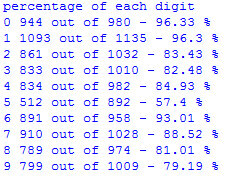 percentage of each digit
0 944 out of 980 - 96.33 %
1 1093 out of 1135 - 96.3 %
2 861 out of 1032 - 83.43 %
3 833 out of 1010 - 82.48 %
4 834 out of 982 - 84.93 %
5 512 out of 892 - 57.4 %
6 891 out of 958 - 93.01 %
7 910 out of 1028 - 88.52 %
8 789 out of 974 - 81.01 %
9 799 out of 1009 - 79.19 %